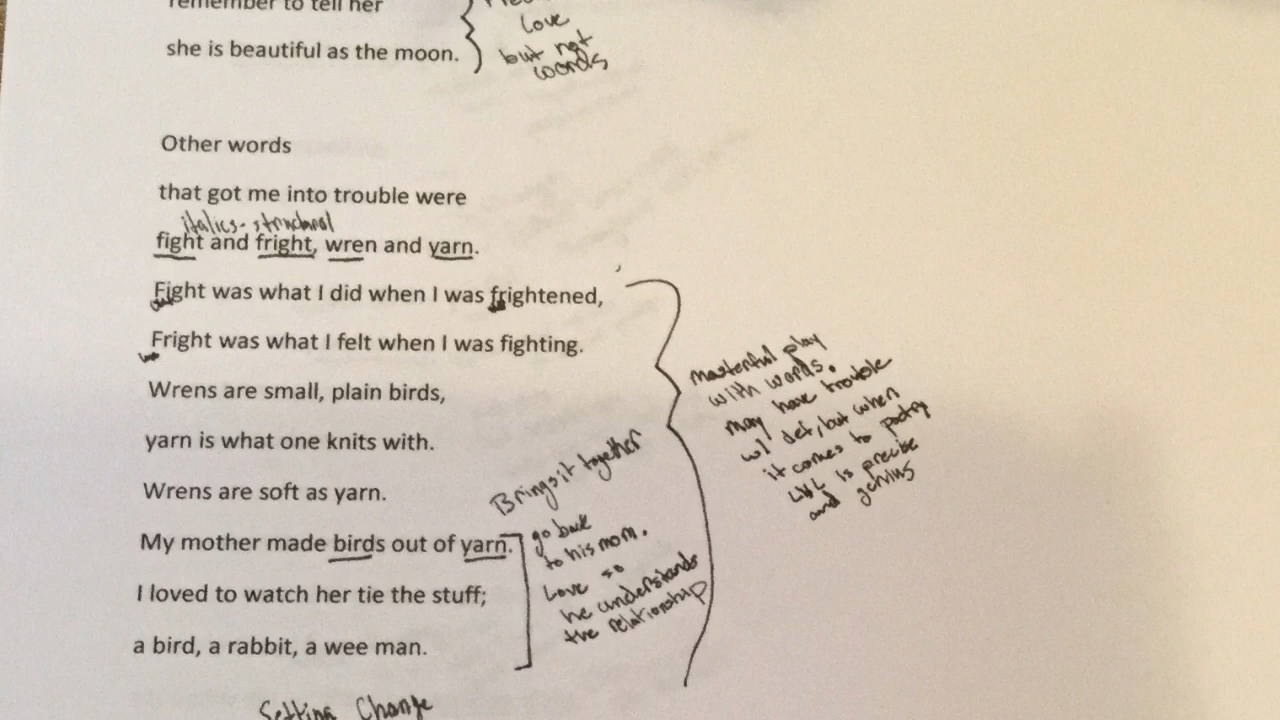 remember to tell her
she is beautiful as the moon.
Love
but not
words
Other words
that got me into trouble were
italics - structural
fight and fright, wren and yarn.
Fight was what I did when I was frightened,
Fright was what I felt when I was fighting.
Wrens are small, plain birds,
yarn is what one knits with.
Wrens are soft as yarn.
My mother made birds out of yarn.
I loved to watch her tie the stuff;
a bird, a rabbit, a wee man.
Brings it together
go back
to his mom.
Love so
he understands
the relationship
masterful play
with words.
may have trouble
w/ def, but when
it comes to poetry
LYL is precise
and genius
Setting Change